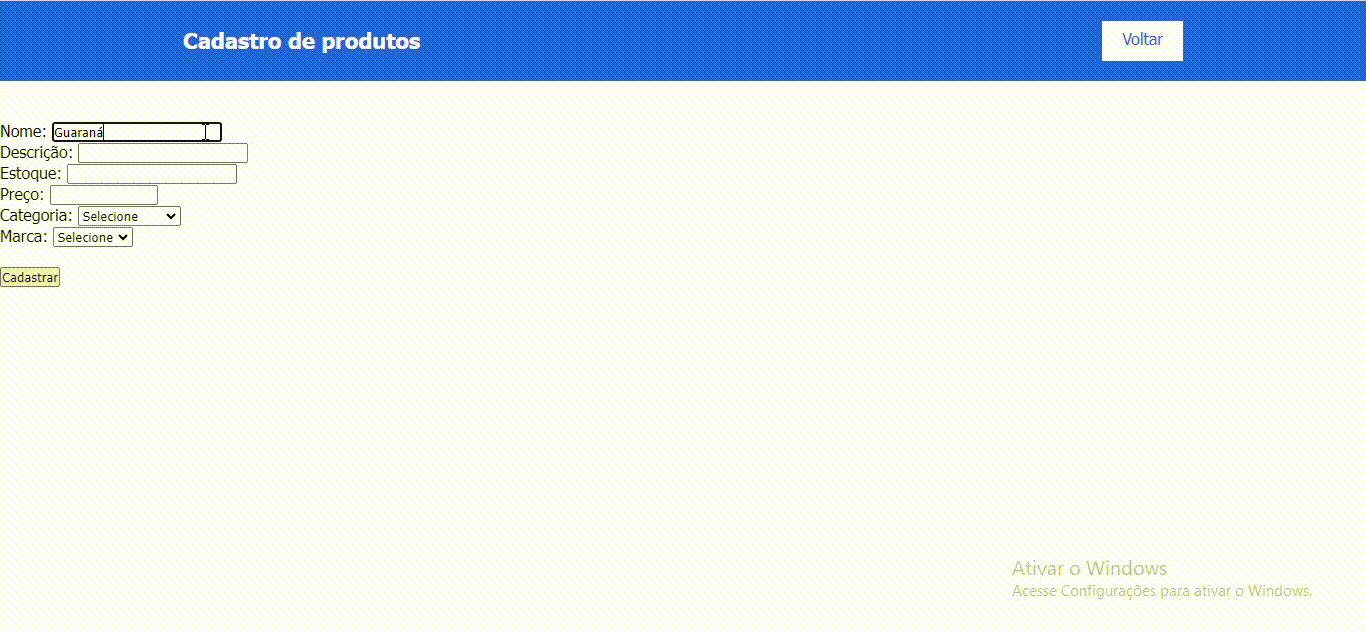 Cadastro de produtos
Voltar
Nome: Guaraná
Descrição:
Estoque:
Preço:
Categoria: Selecione
Marca: Selecione
Cadastrar
Ativar o Windows
Acesse Configurações para ativar o Windows.